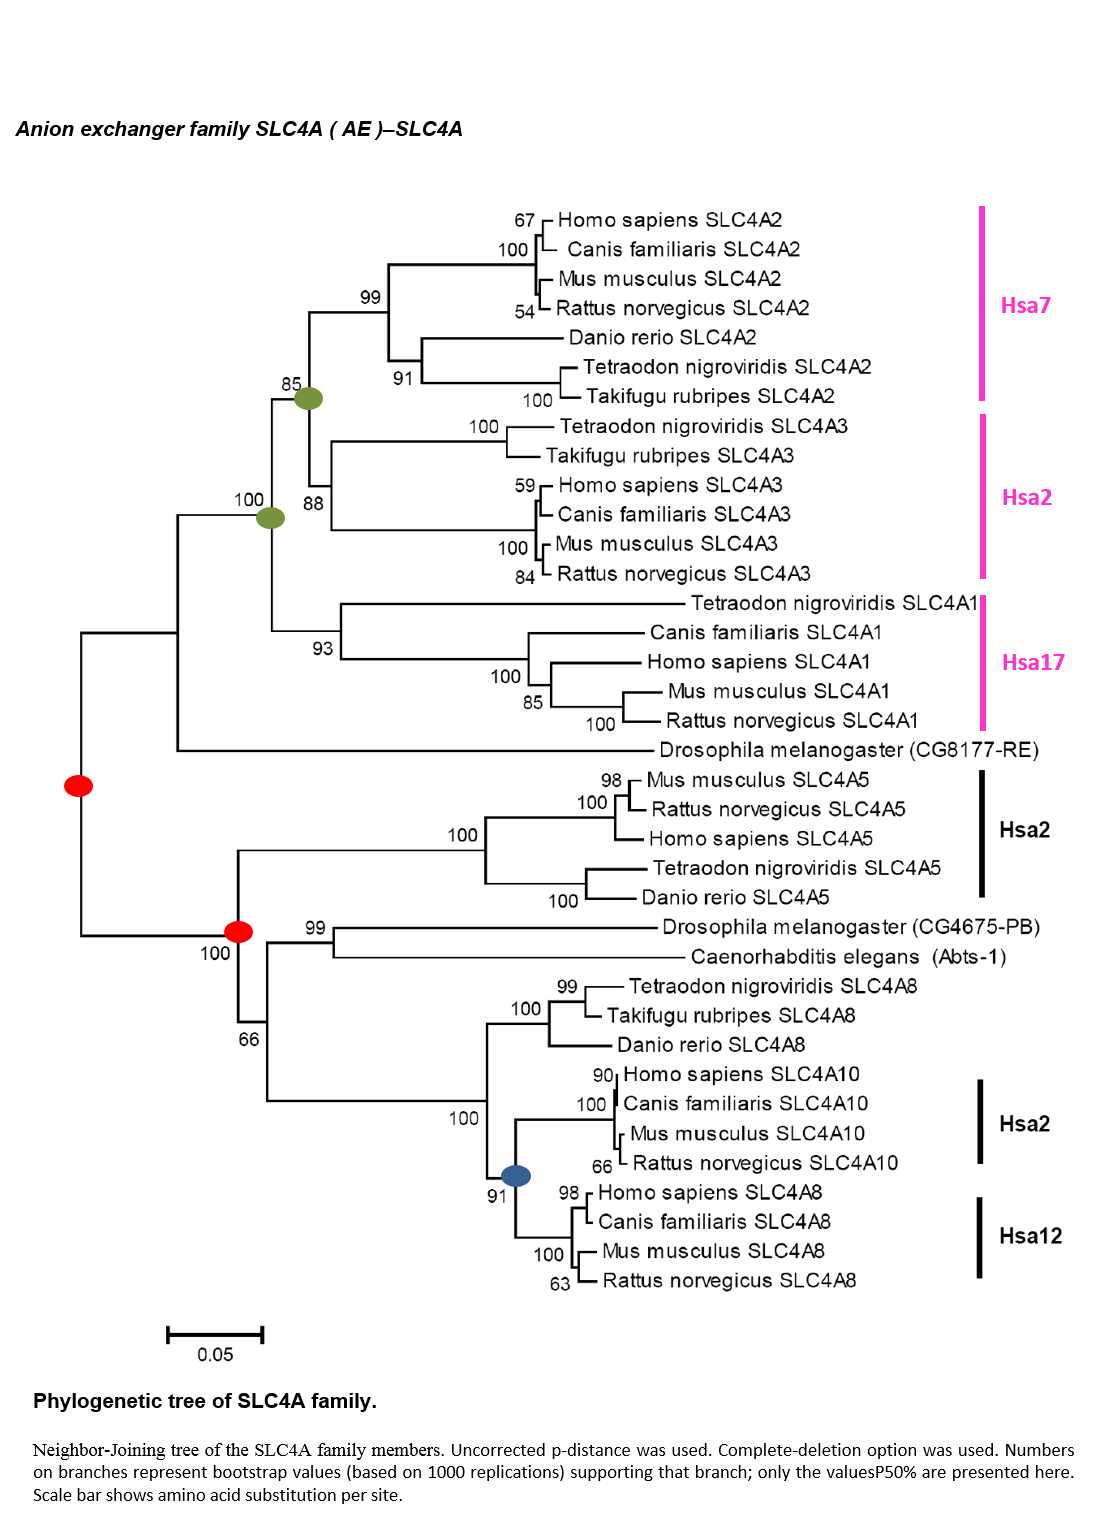 Anion exchanger family SLC4A ( AE )–SLC4A
67
Homo sapiens SLC4A2
100
Canis familiaris SLC4A2
Mus musculus SLC4A2
54
Rattus norvegicus SLC4A2
99
Hsa7
Danio rerio SLC4A2
91
Tetraodon nigroviridis SLC4A2
100
Takifugu rubripes SLC4A2
85
100
Tetraodon nigroviridis SLC4A3
Takifugu rubripes SLC4A3
88
59
Homo sapiens SLC4A3
Hsa2
100
Canis familiaris SLC4A3
100
Mus musculus SLC4A3
84
Rattus norvegicus SLC4A3
Tetraodon nigroviridis SLC4A1
93
Canis familiaris SLC4A1
100
Homo sapiens SLC4A1
Hsa17
85
Mus musculus SLC4A1
100
Rattus norvegicus SLC4A1
Drosophila melanogaster (CG8177-RE)
98
Mus musculus SLC4A5
100
Rattus norvegicus SLC4A5
100
Homo sapiens SLC4A5
Hsa2
Tetraodon nigroviridis SLC4A5
100
Danio rerio SLC4A5
99
Drosophila melanogaster (CG4675-PB)
100
Caenorhabditis elegans (Abts-1)
99
Tetraodon nigroviridis SLC4A8
100
Takifugu rubripes SLC4A8
66
Danio rerio SLC4A8
90
Homo sapiens SLC4A10
100
Canis familiaris SLC4A10
100
Mus musculus SLC4A10
Hsa2
66
Rattus norvegicus SLC4A10
91
98
Homo sapiens SLC4A8
Canis familiaris SLC4A8
Hsa12
100
Mus musculus SLC4A8
63
Rattus norvegicus SLC4A8
0.05
Phylogenetic tree of SLC4A family.
Neighbor-Joining tree of the SLC4A family members. Uncorrected p-distance was used. Complete-deletion option was used. Numbers
on branches represent bootstrap values (based on 1000 replications) supporting that branch; only the valuesP50% are presented here.
Scale bar shows amino acid substitution per site.